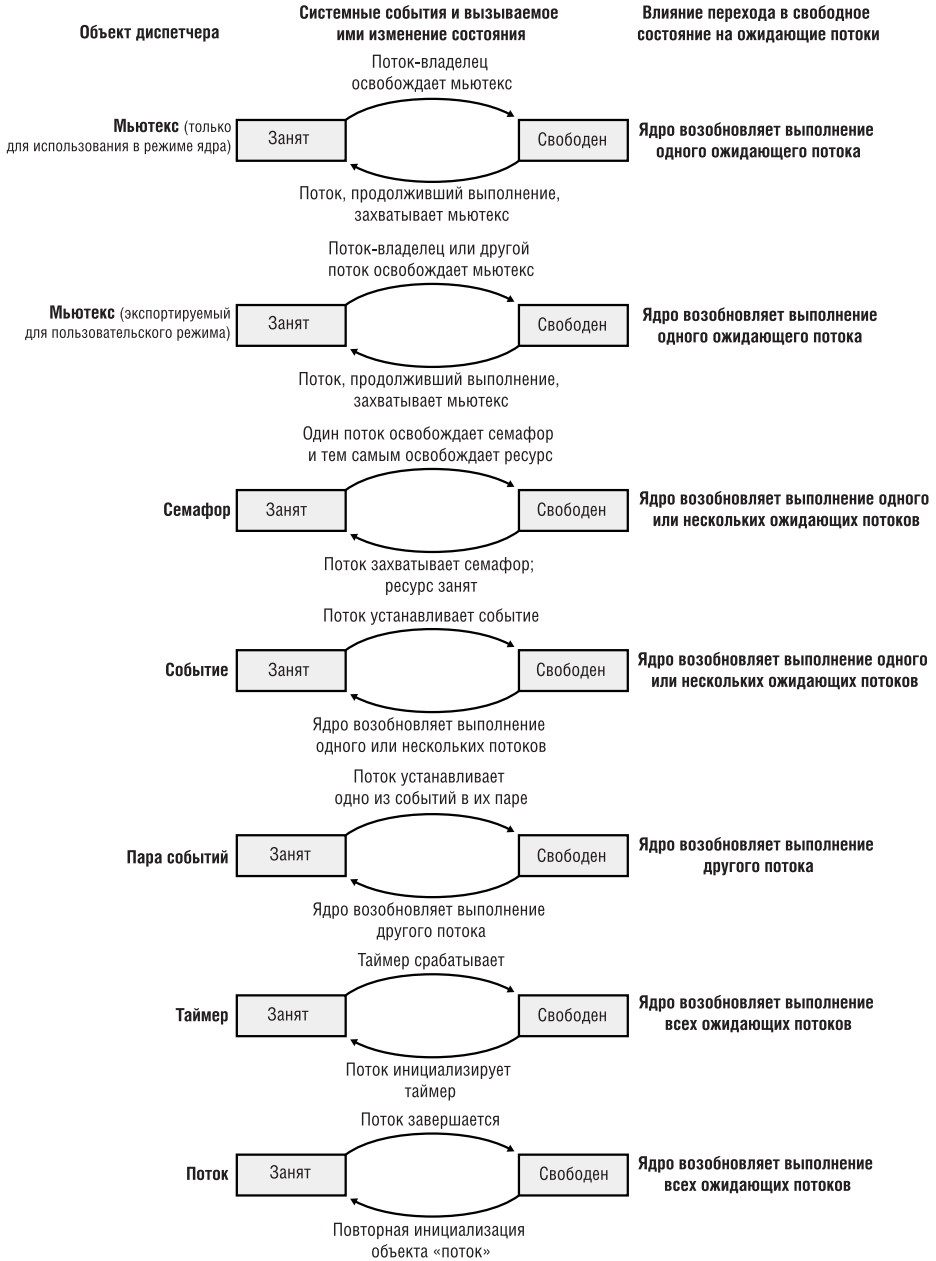 Объект диспетчера
Системные события и вызываемое
ими изменение состояния
Влияние перехода в свободное
состояние на ожидающие потоки
Поток-владелец
освобождает мьютекс
Мьютекс (только
для использования в режиме ядра)
Занят
Свободен
Ядро возобновляет выполнение
одного ожидающего потока
Поток, продолживший выполнение,
захватывает мьютекс
Поток-владелец или другой
поток освобождает мьютекс
Мьютекс (экспортируемый
для пользовательского режима)
Занят
Свободен
Ядро возобновляет выполнение
одного ожидающего потока
Поток, продолживший выполнение,
захватывает мьютекс
Один поток освобождает семафор
и тем самым освобождает ресурс
Семафор
Занят
Свободен
Ядро возобновляет выполнение одного
или нескольких ожидающих потоков
Поток захватывает семафор;
ресурс занят
Поток устанавливает событие
Событие
Занят
Свободен
Ядро возобновляет выполнение одного
или нескольких ожидающих потоков
Ядро возобновляет выполнение
одного или нескольких потоков
Поток устанавливает
одно из событий в их паре
Пара событий
Занят
Свободен
Ядро возобновляет выполнение
другого потока
Ядро возобновляет выполнение
другого потока
Таймер срабатывает
Таймер
Занят
Свободен
Ядро возобновляет выполнение
всех ожидающих потоков
Поток инициализирует
таймер
Поток завершается
Поток
Занят
Свободен
Ядро возобновляет выполнение
всех ожидающих потоков
Повторная инициализация
объекта «поток»